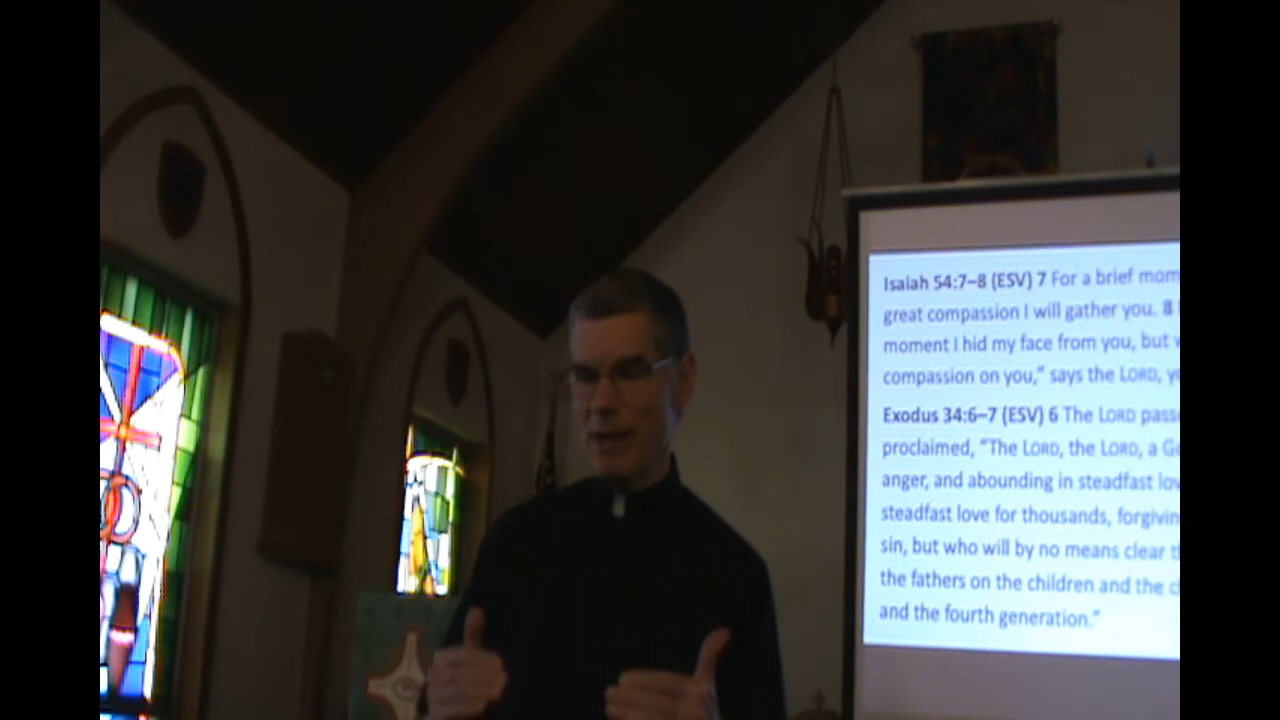 Isaiah 54:7–8 (ESV) 7 For a brief mom
great compassion I will gather you. 8
moment I hid my face from you, but w
compassion on you,” says the LORD, y
Exodus 34:6–7 (ESV) 6 The LORD pass
proclaimed, “The LORD, the LORD, a G
anger, and abounding in steadfast lov
steadfast love for thousands, forgivin
sin, but who will by no means clear t
the fathers on the children and the c
and the fourth generation.”